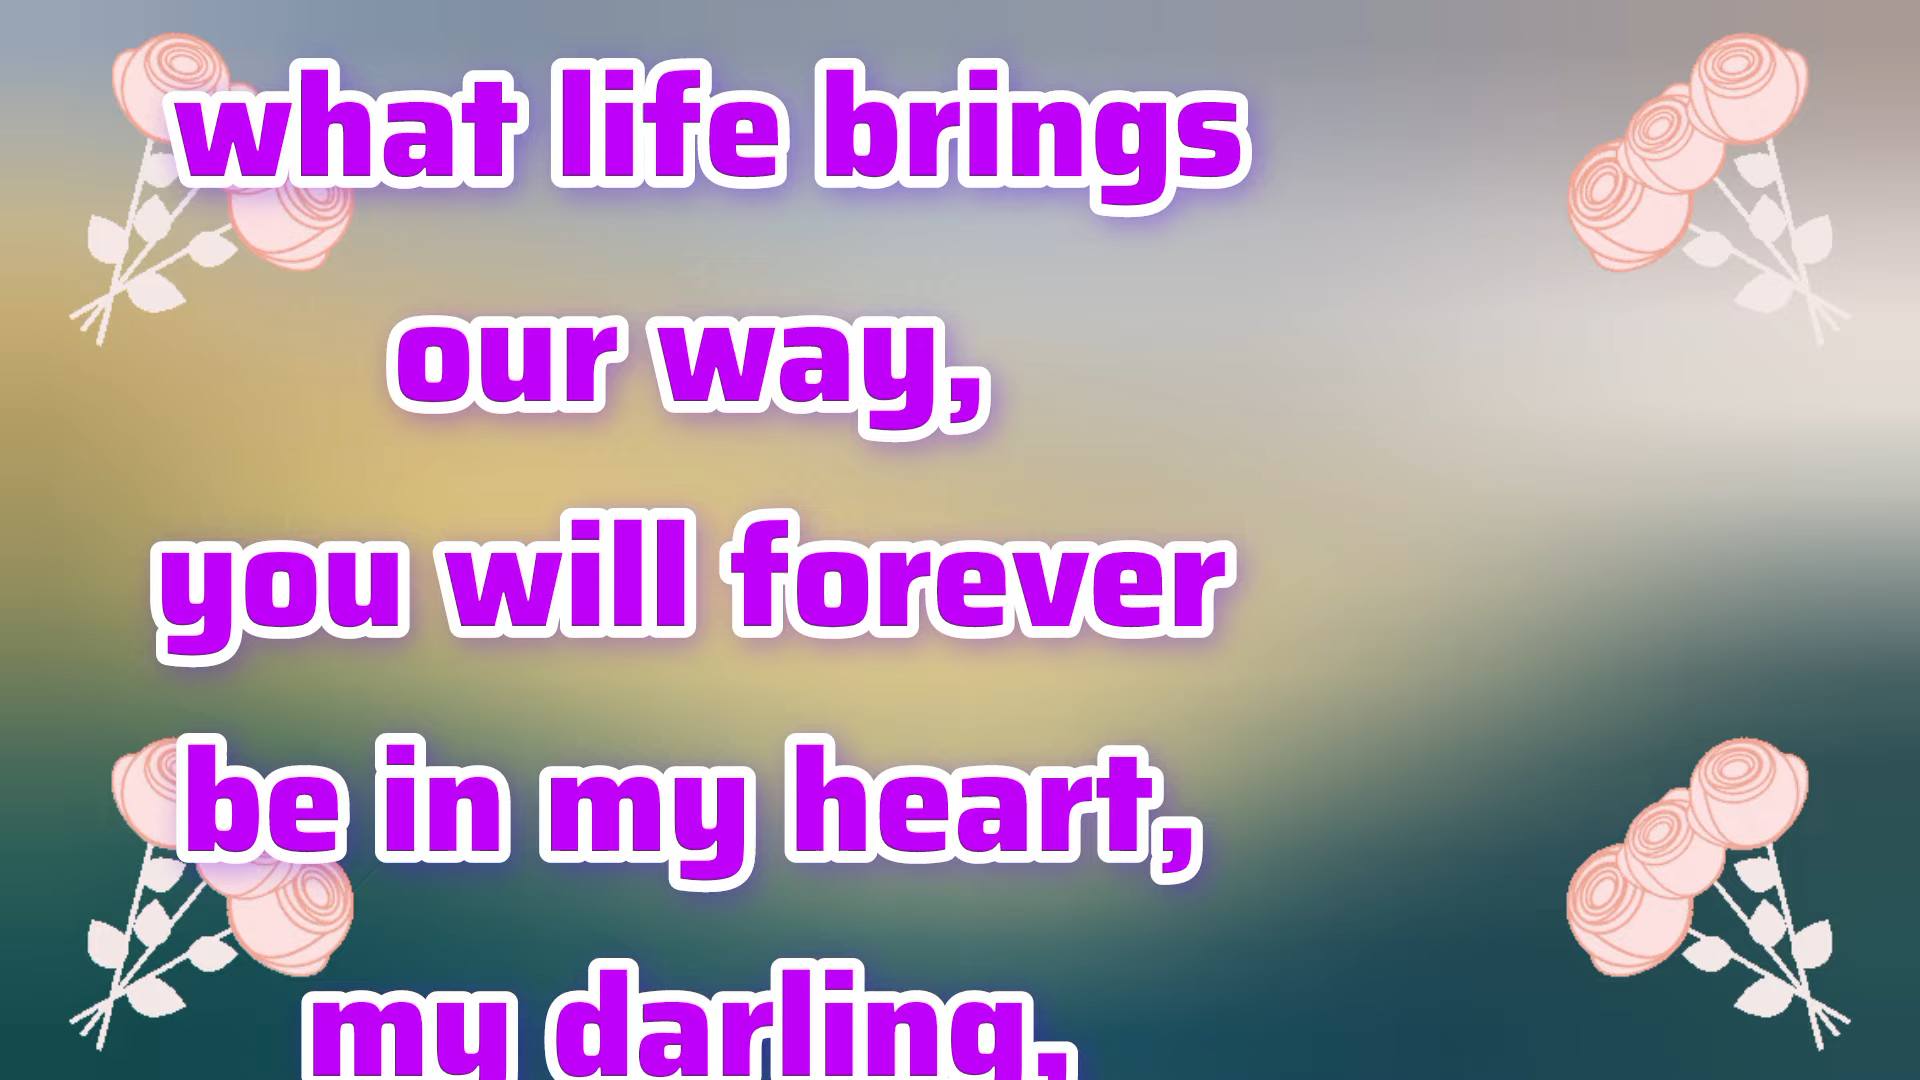 what life brings
our way,
you will forever
be in my heart,
my darling,